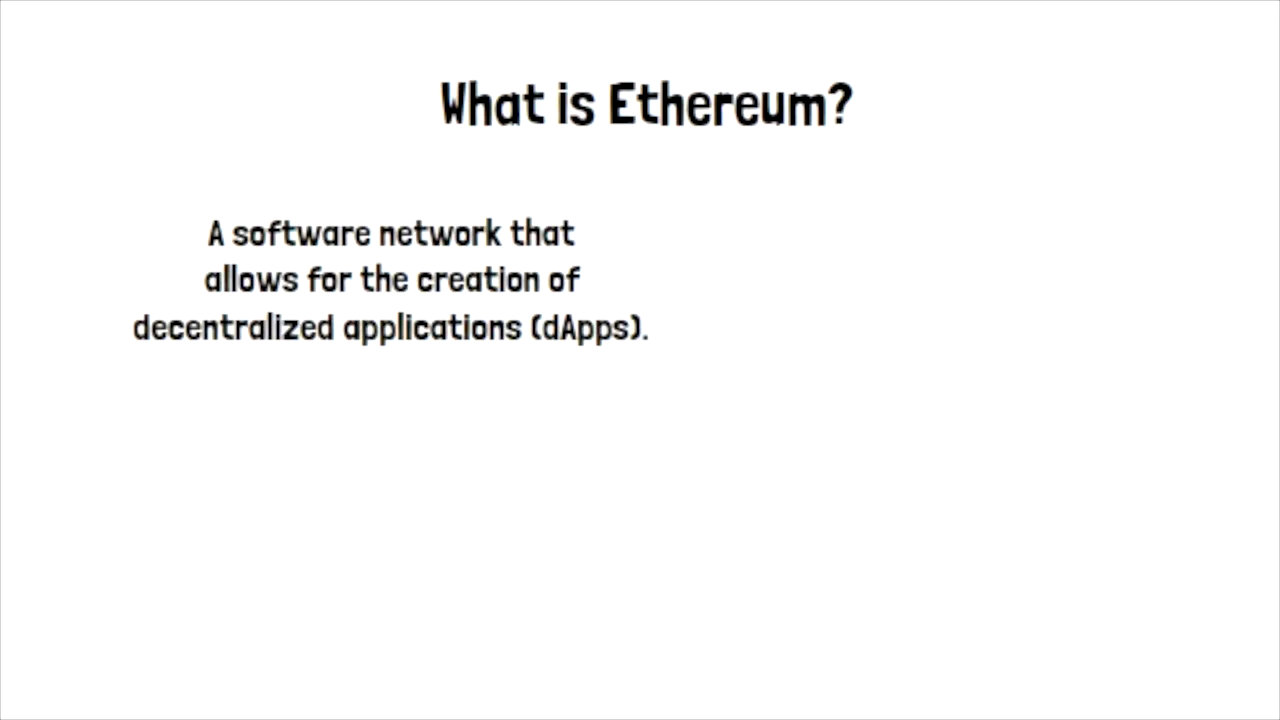 What is Ethereum?
A software network that
allows for the creation of
decentralized applications (dApps).